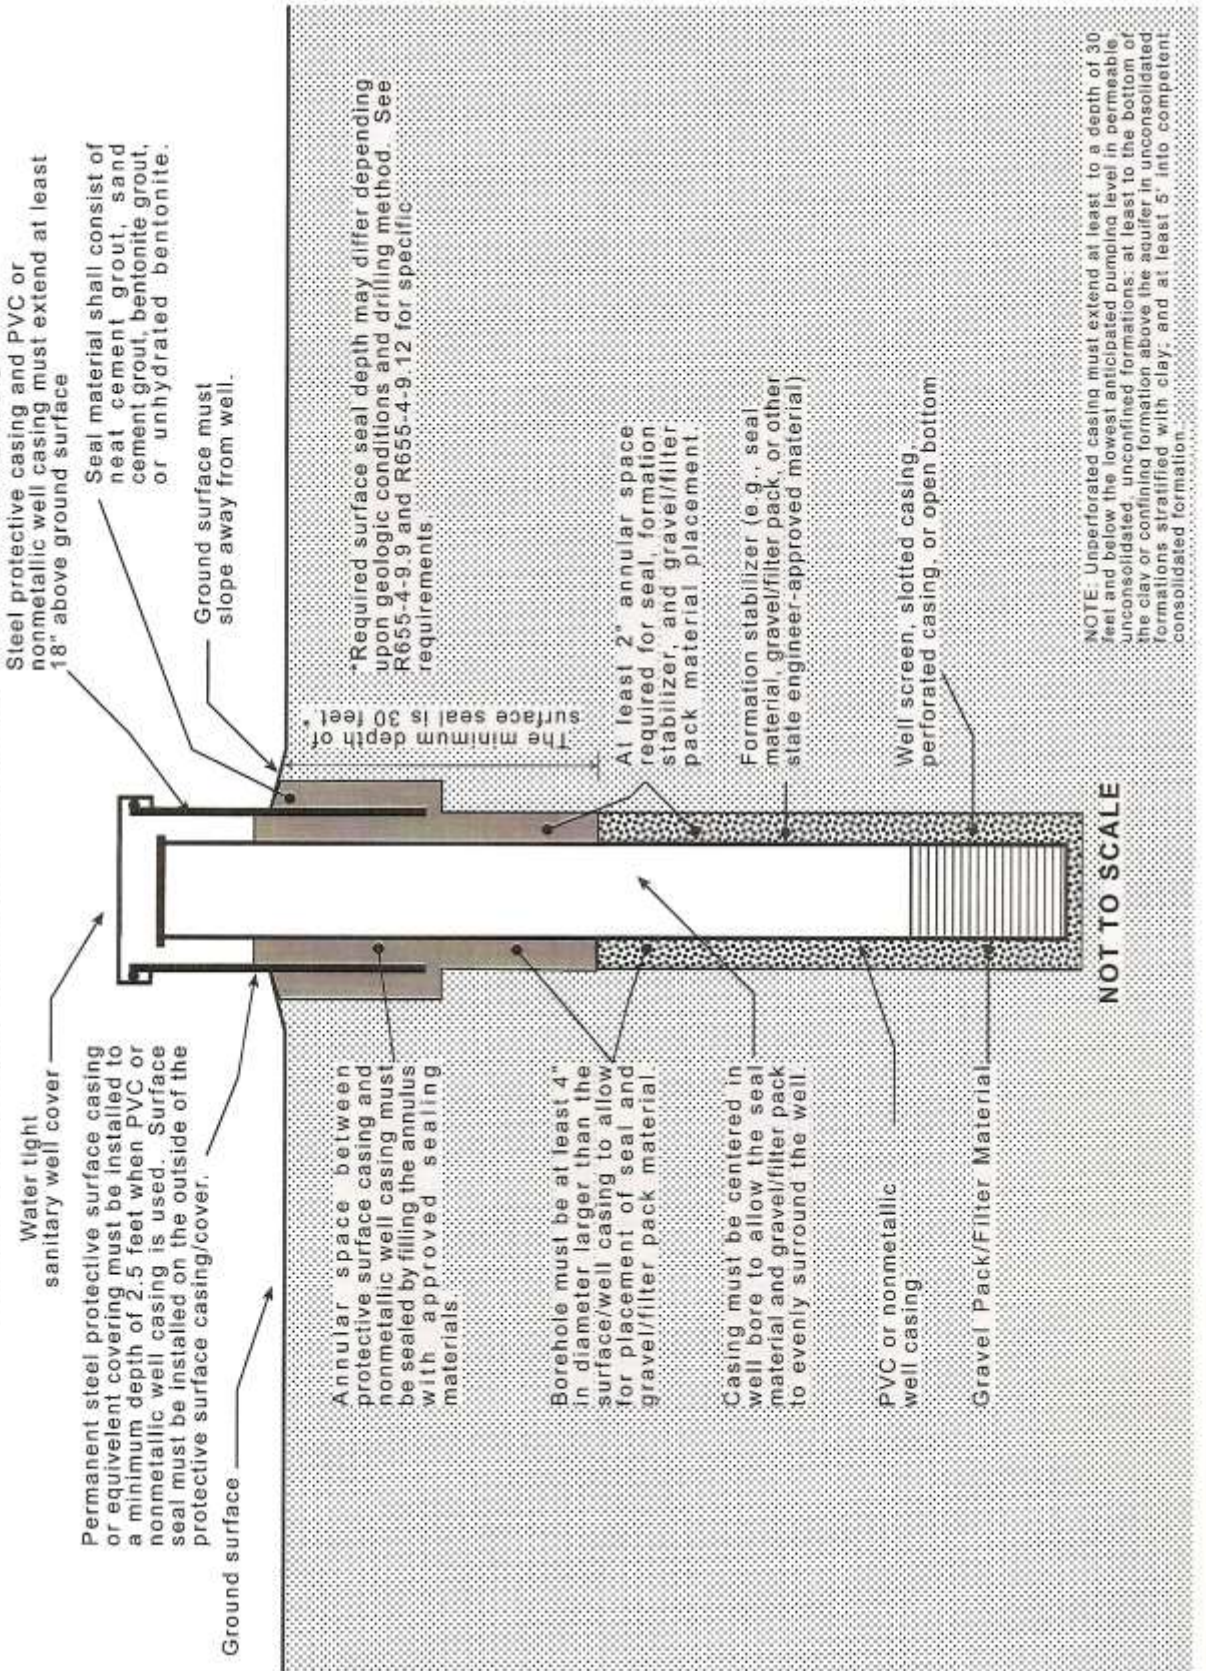 Water tight
sanitary well cover
Permanent steel protective surface casing
or equivelent covering must be installed to
a minimum depth of 2.5 feet when PVC or
nonmetallic well casing is used. Surface
seal must be installed on the outside of the
protective surface casing/cover.
Ground surface
Steel protective casing and PVC or
nonmetallic well casing must extend at least
18" above ground surface
Seal material shall consist of
neat cement grout, sand
cement grout, bentonite grout,
or unhydrated bentonite.
Ground surface must
slope away from well.
The minimum depth of
surface seal is 30 feet*
*Required surface seal depth may differ depending
upon geologic conditions and drilling method. See
R655-4-9.9 and R655-4-9.12 for specific
requirements
Annular space between
protective surface casing and
nonmetallic well casing must
be sealed by filling the annulus
with approved sealing
materials.
Borehole must be at least 4"
in diameter larger than the
surface/well casing to allow
for placement of seal and
gravel/filter pack material.
Casing must be centered in
well bore to allow the seal
material and gravel/filter pack
to evenly surround the well.
PVC or nonmetallic
well casing
Gravel Pack/Filter Material
At least 2" annular space
required for seal, formation
stabilizer, and gravel/filter
pack material placement.
Formation stabilizer (e.g., seal
material, gravel/filter pack, or other
state engineer-approved material)
Well screen, slotted casing,
perforated casing, or open bottom
NOT TO SCALE
NOTE: Unperforated casing must extend at least to a depth of 30
feet and below the lowest anticipated pumping level in permeable,
unconsolidated, unconfined formations; at least to the bottom of
the clay or confining formation above the aquifer in unconsolidated
formations stratified with clay; and at least 5' into competent
consolidated formation.